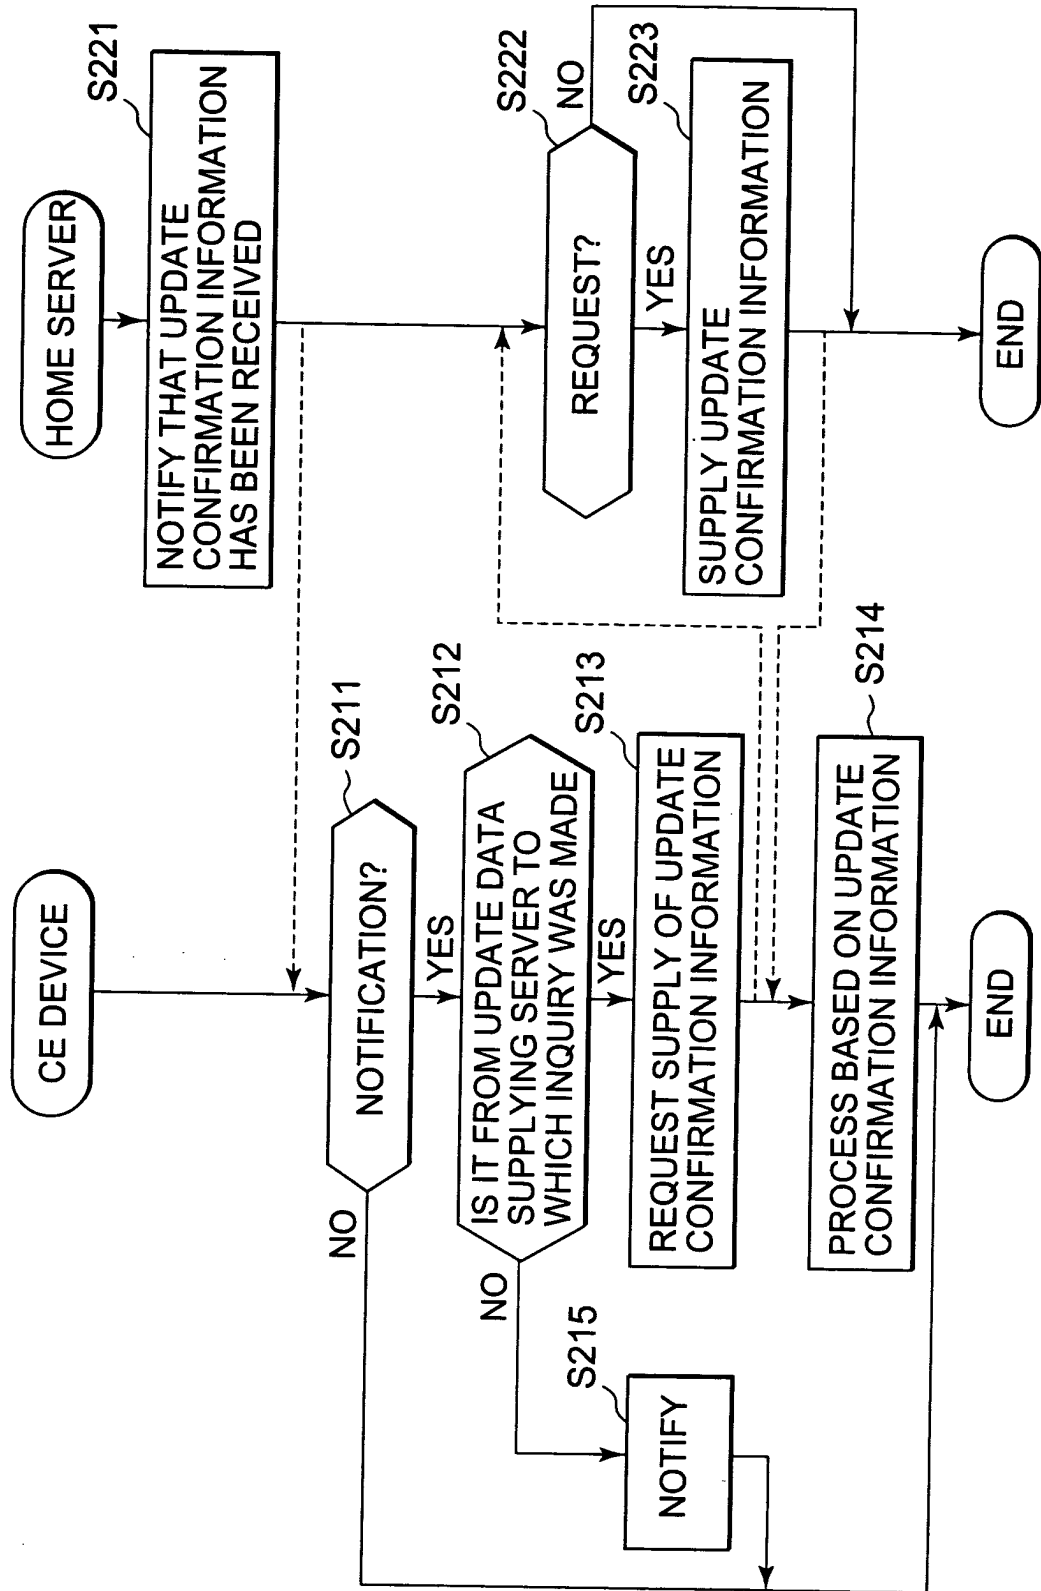 CE DEVICE
NOTIFICATION?
S211
NO
YES
IS IT FROM UPDATE DATA
SUPPLYING SERVER TO
WHICH INQUIRY WAS MADE
S212
NO
YES
S215
NOTIFY
REQUEST SUPPLY OF UPDATE
CONFIRMATION INFORMATION
S213
PROCESS BASED ON UPDATE
CONFIRMATION INFORMATION
S214
END
HOME SERVER
S221
NOTIFY THAT UPDATE
CONFIRMATION INFORMATION
HAS BEEN RECEIVED
S222
REQUEST?
NO
YES
S223
SUPPLY UPDATE
CONFIRMATION INFORMATION
END